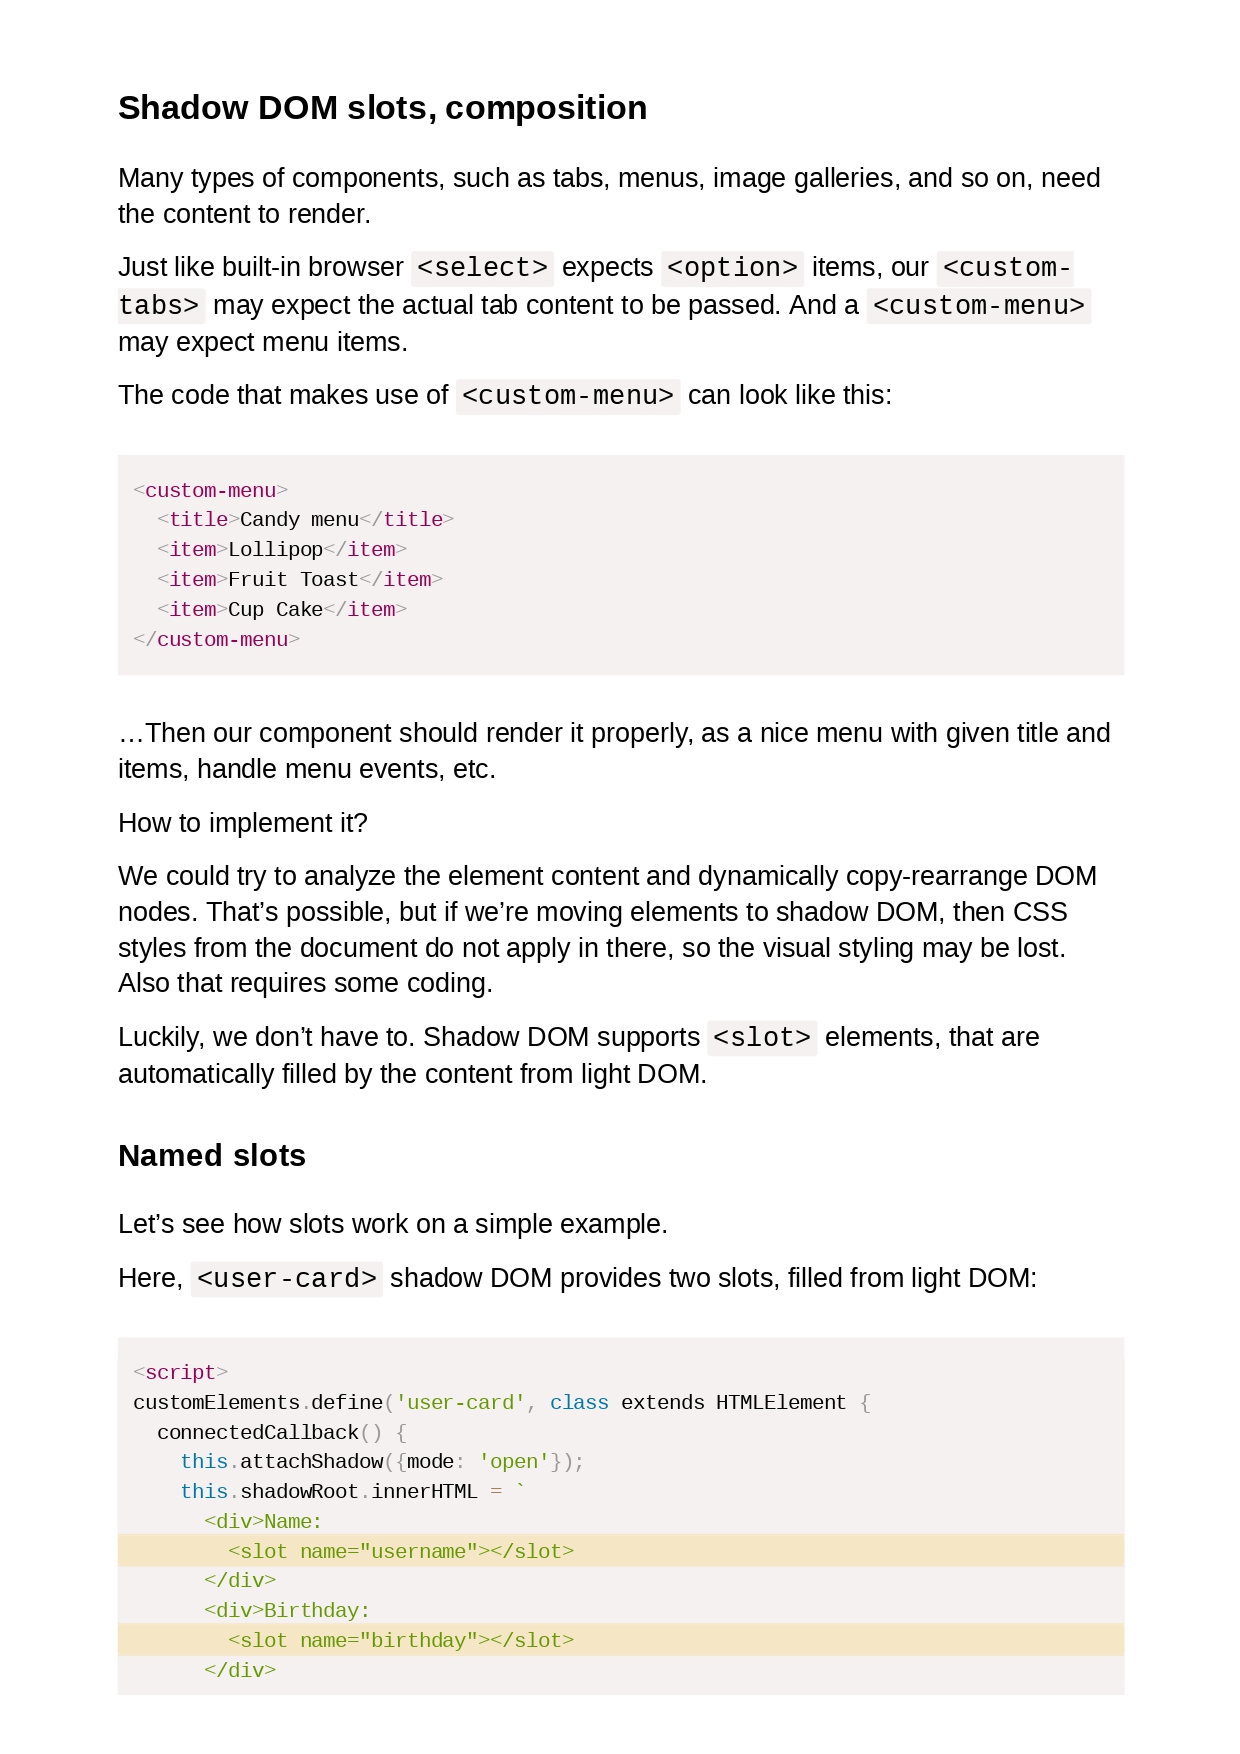 Shadow DOM slots, composition
Many types of components, such as tabs, menus, image galleries, and so on, need
the content to render.
Just like built-in browser <select> expects <option> items, our <custom-
tabs> may expect the actual tab content to be passed. And a <custom-menu>
may expect menu items.
The code that makes use of <custom-menu> can look like this:
<custom-menu>
  <title>Candy menu</title>
  <item>Lollipop</item>
  <item>Fruit Toast</item>
  <item>Cup Cake</item>
</custom-menu>
…Then our component should render it properly, as a nice menu with given title and
items, handle menu events, etc.
How to implement it?
We could try to analyze the element content and dynamically copy-rearrange DOM
nodes. That’s possible, but if we’re moving elements to shadow DOM, then CSS
styles from the document do not apply in there, so the visual styling may be lost.
Also that requires some coding.
Luckily, we don’t have to. Shadow DOM supports <slot> elements, that are
automatically filled by the content from light DOM.
Named slots
Let’s see how slots work on a simple example.
Here, <user-card> shadow DOM provides two slots, filled from light DOM:
<script>
customElements.define('user-card', class extends HTMLElement {
  connectedCallback() {
    this.attachShadow({mode: 'open'});
    this.shadowRoot.innerHTML = `
      <div>Name:
        <slot name="username"></slot>
      </div>
      <div>Birthday:
        <slot name="birthday"></slot>
      </div>